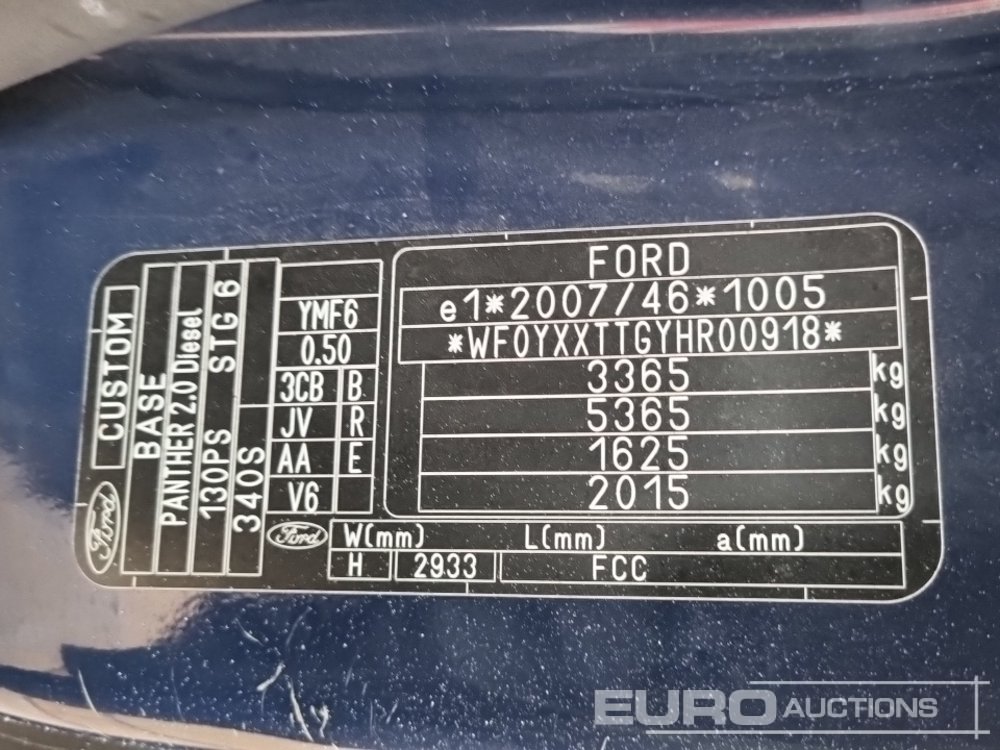 FORD
e1*2007/46*1005
*WF0YXXTTGYHR00918*
3365 kg
5365 kg
1625 kg
2015 kg
YMF6
0.50
3CB B
JV R
AA E
V6
CUSTOM
BASE
PANTHER 2.0 Diesel
130PS STG 6
340S
Ford
Ford
W(mm) L(mm) a(mm)
H 2933 FCC
EURO AUCTIONS